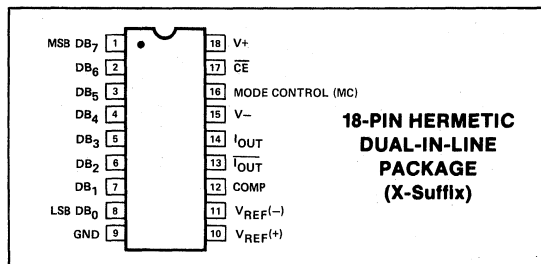 MSB DB7 1 18 V+
DB6 2 17 C̅E̅
DB5 3 16 MODE CONTROL (MC)
DB4 4 15 V−
DB3 5 14 IOUT
DB2 6 13 I̅O̅U̅T̅
DB1 7 12 COMP
LSB DB0 8 11 VREF(−)
GND 9 10 VREF(+)
18-PIN HERMETIC
DUAL-IN-LINE
PACKAGE
(X-Suffix)